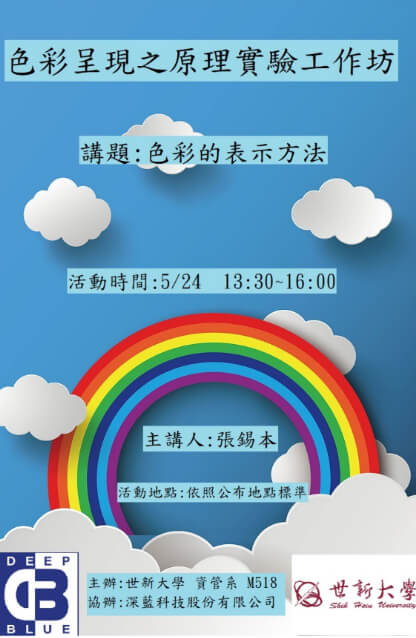 色彩呈現之原理實驗工作坊
講題:色彩的表示方法
活動時間:5/24 13:30~16:00
主講人:張錫本
活動地點:依照公布地點標準
DEEP
BLUE
主辦:世新大學 資管系 M518
協辦:深藍科技股份有限公司
世新大學
Shih Hsin University